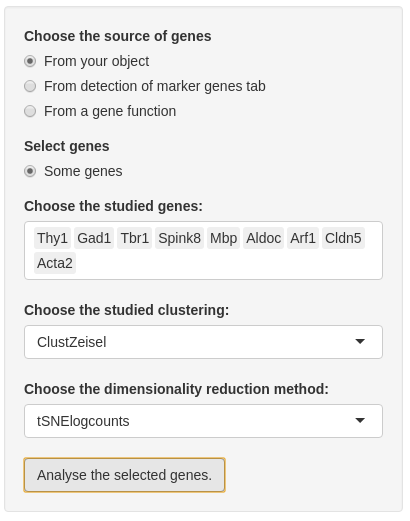 Choose the source of genes
From your object
From detection of marker genes tab
From a gene function
Select genes
Some genes
Choose the studied genes:
Thy1 Gad1 Tbr1 Spink8 Mbp Aldoc Arf1 Cldn5
Acta2
Choose the studied clustering:
ClustZeisel
Choose the dimensionality reduction method:
tSNElogcounts
Analyse the selected genes.